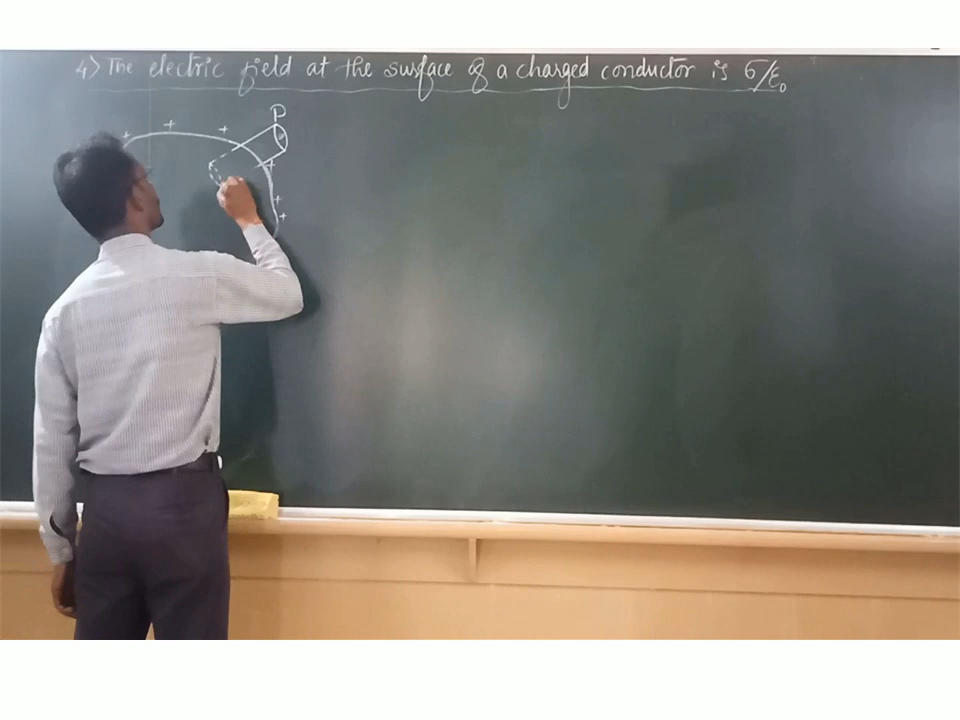 4) The electric field at the surface of a charged conductor is σ/ε₀
P
+ + + + + +